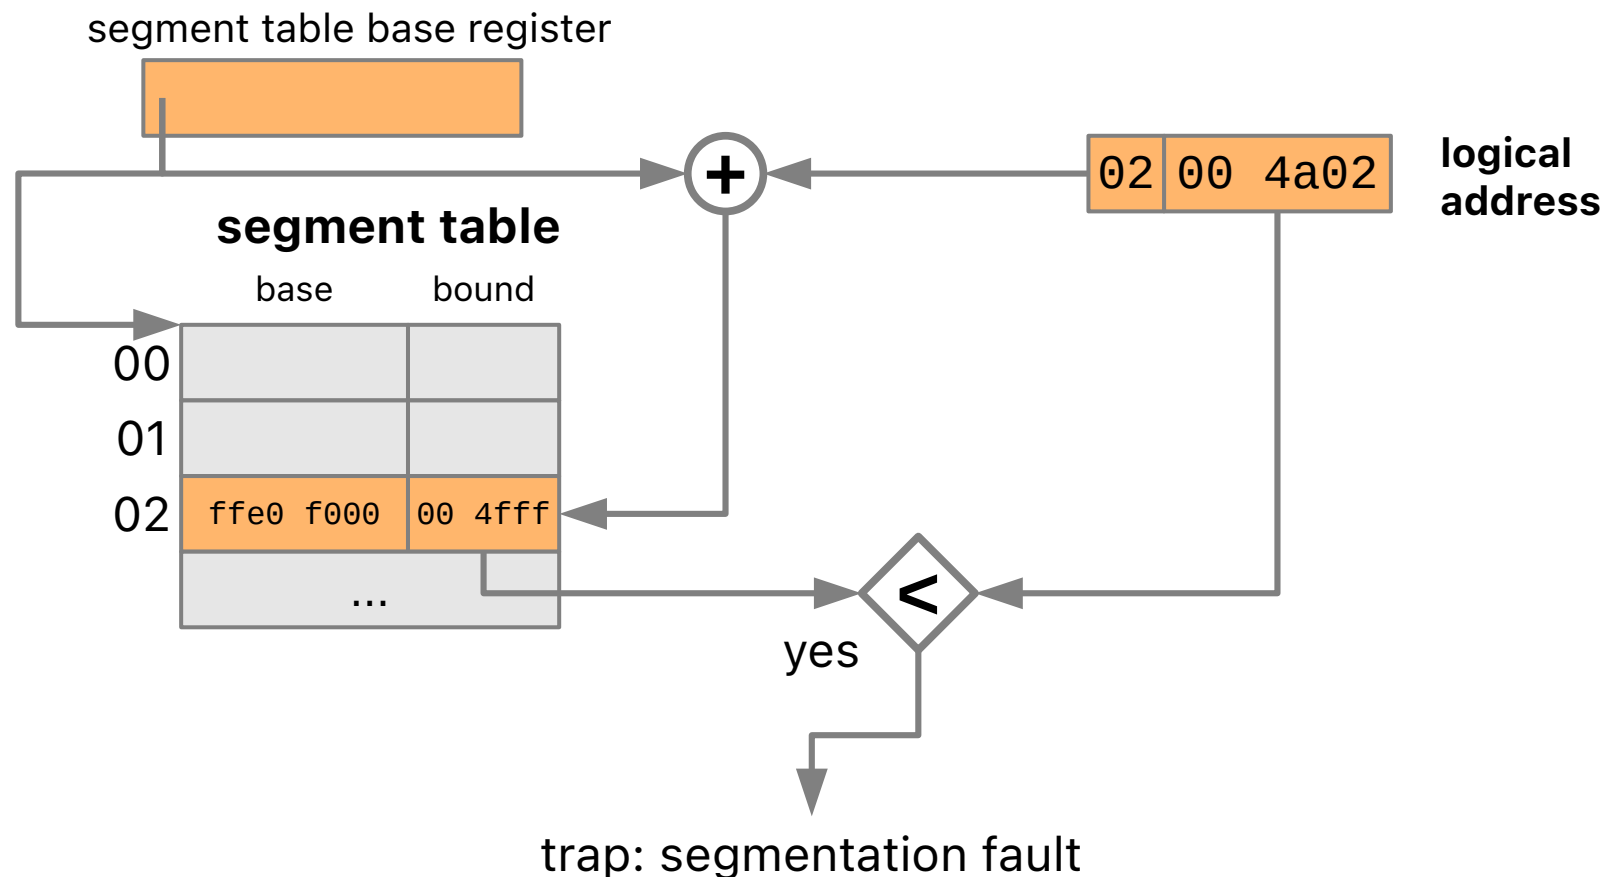 segment table base register
+
02 00 4a02
logical
address
segment table
base bound
00
01
02 ffe0 f000 00 4fff
...
<
yes
trap: segmentation fault